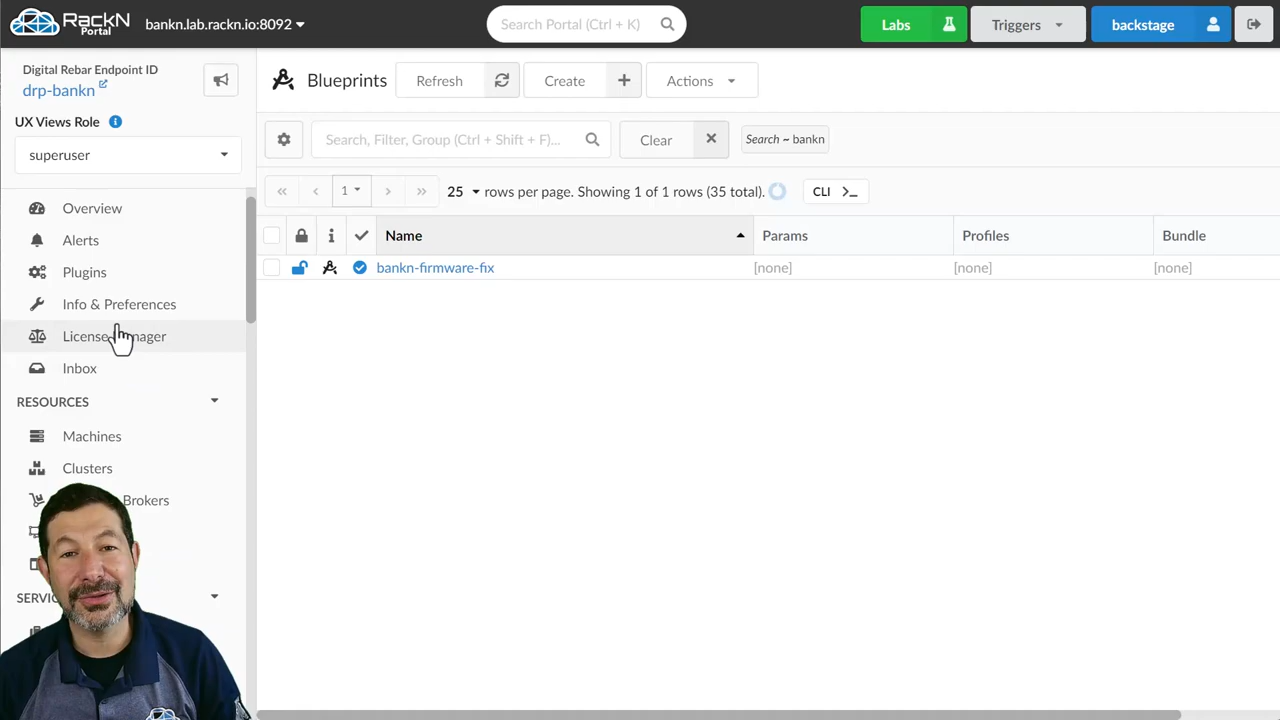 RackN
Portal
bankn.lab.rackn.io:8092
Search Portal (Ctrl + K)
Labs
Triggers
backstage
Digital Rebar Endpoint ID
drp-bankn
UX Views Role
superuser
Overview
Alerts
Plugins
Info & Preferences
License
nager
Inbox
RESOURCES
Machines
Clusters
Brokers
SERVIC
Blueprints
Refresh
Create
Actions
Search, Filter, Group (Ctrl + Shift + F)...
Clear
Search ~ bankn
1
25 rows per page. Showing 1 of 1 rows (35 total).
CLI
Name
Params
Profiles
Bundle
bankn-firmware-fix
[none]
[none]
[none]